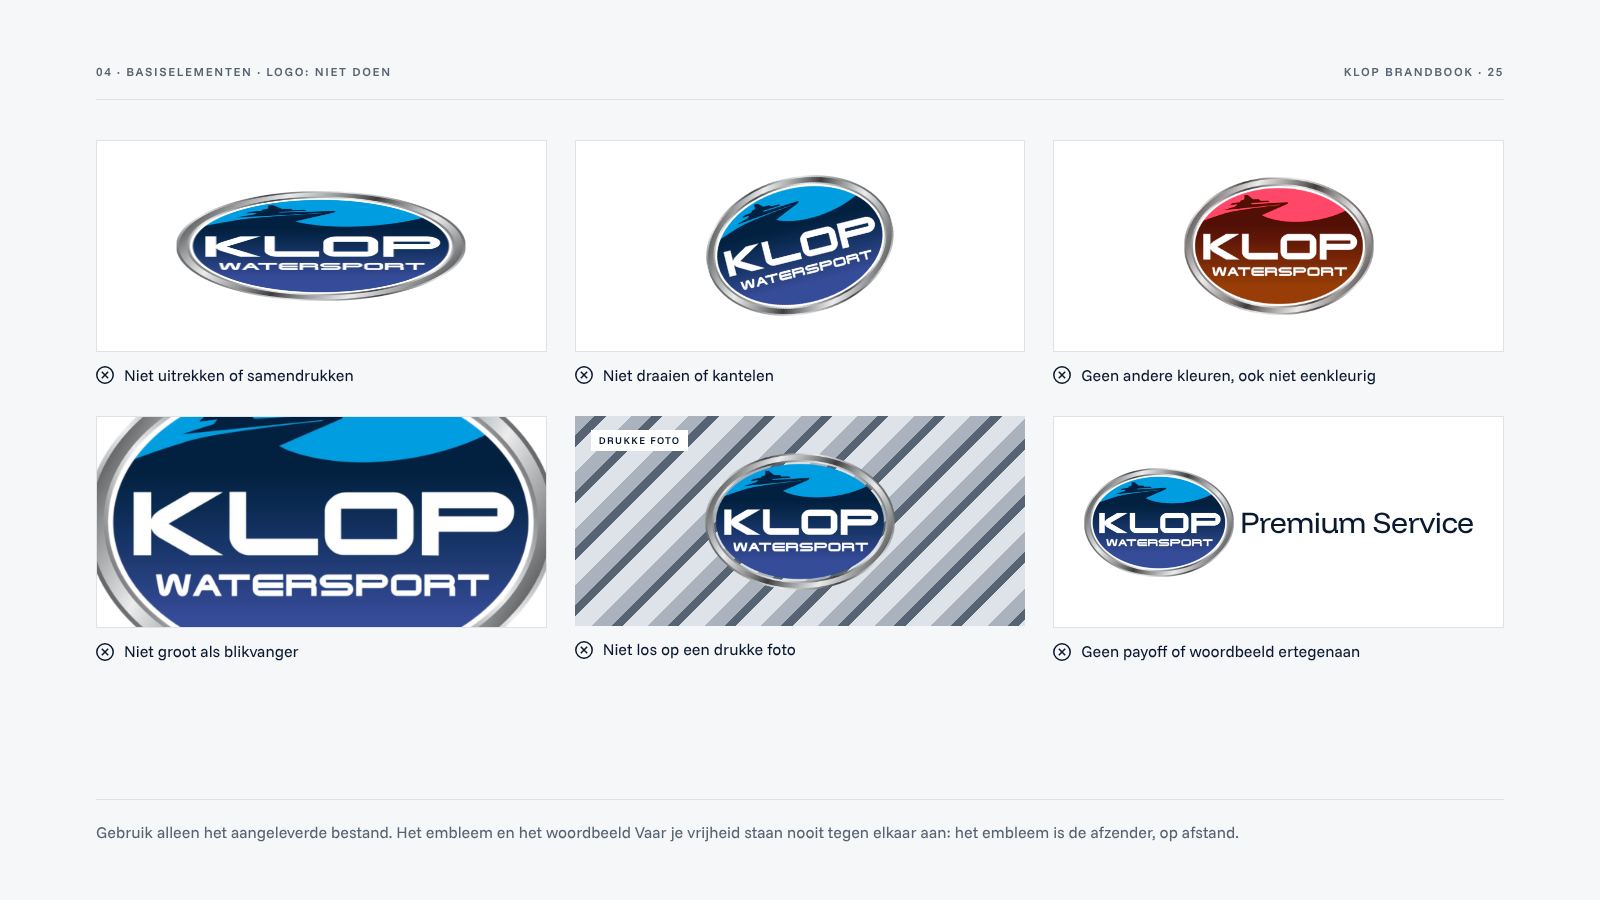 04 · BASISELEMENTEN · LOGO: NIET DOEN
KLOP BRANDBOOK · 25
KLOP
WATERSPORT
KLOP
WATERSPORT
KLOP
WATERSPORT
Niet uitrekken of samendrukken
Niet draaien of kantelen
Geen andere kleuren, ook niet eenkleurig
KLOP
WATERSPORT
DRUKKE FOTO
KLOP
WATERSPORT
KLOP
WATERSPORT
Premium Service
Niet groot als blikvanger
Niet los op een drukke foto
Geen payoff of woordbeeld ertegenaan
Gebruik alleen het aangeleverde bestand. Het embleem en het woordbeeld Vaar je vrijheid staan nooit tegen elkaar aan: het embleem is de afzender, op afstand.